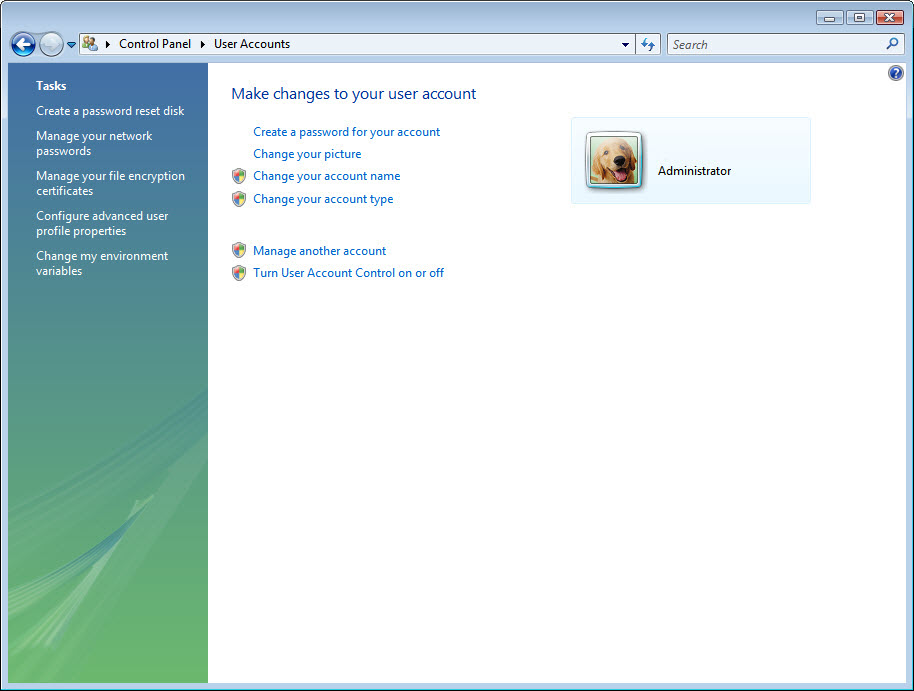 Control Panel User Accounts
Search
Tasks
Create a password reset disk
Manage your network
passwords
Manage your file encryption
certificates
Configure advanced user
profile properties
Change my environment
variables
Make changes to your user account
Create a password for your account
Change your picture
Change your account name
Change your account type
Manage another account
Turn User Account Control on or off
Administrator
?